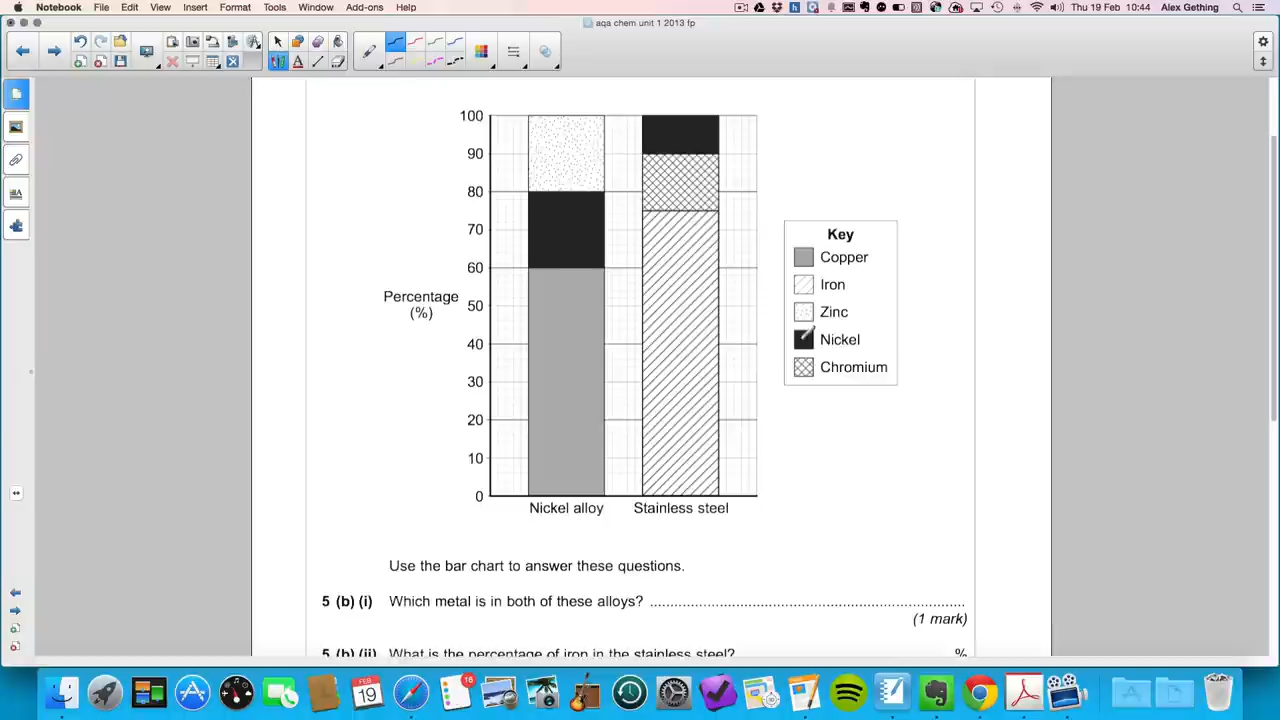 Notebook File Edit View Insert Format Tools Window Add-ons Help
Thu 19 Feb 10:44 Alex Gething
aqa chem unit 1 2013 fp
100
90
80
70
60
50
40
30
20
10
0
Percentage
(%)
Nickel alloy Stainless steel
Key
Copper
Iron
Zinc
Nickel
Chromium
Use the bar chart to answer these questions.
5 (b) (i) Which metal is in both of these alloys? ..............................................................................
(1 mark)
5 (b) (ii) What is the percentage of iron in the stainless steel? %
FEB
19
16